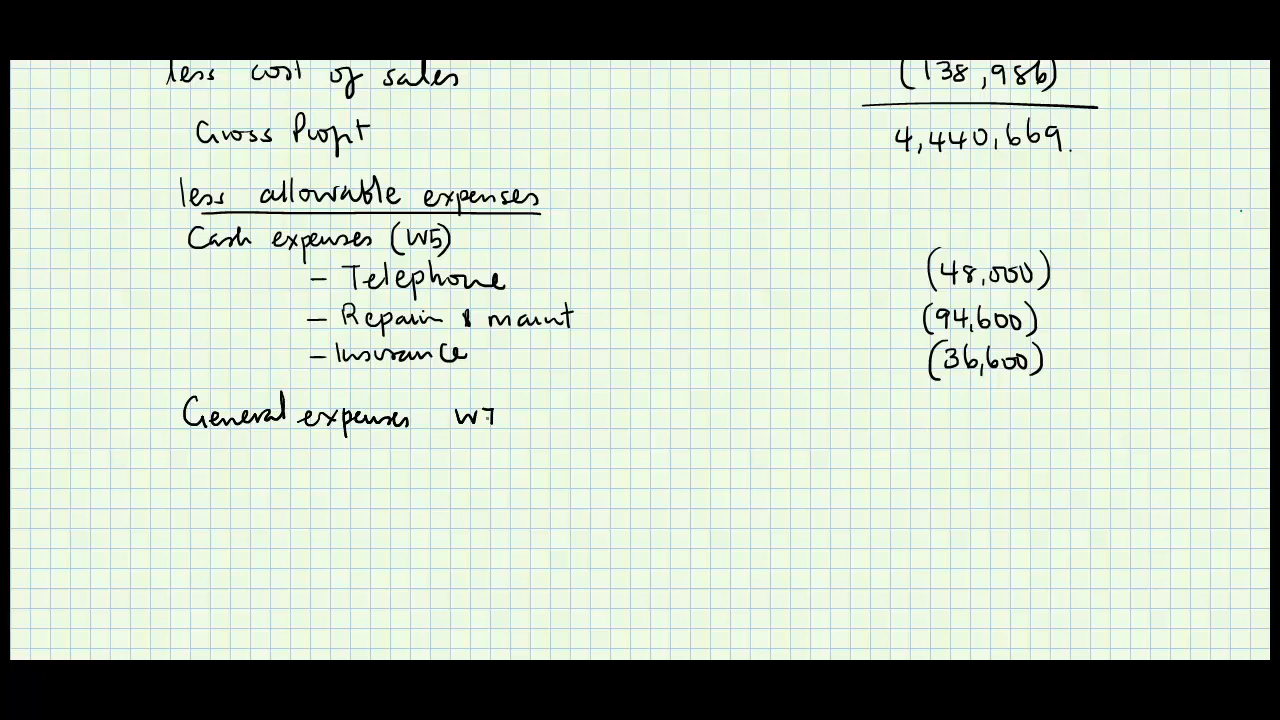 less cost of sales (138,986)
Gross Profit 4,440,669.
less allowable expenses
Cash expenses (W5)
- Telephone (48,000)
- Repair & maint (94,600)
- Insurance (36,600)
General expenses W7